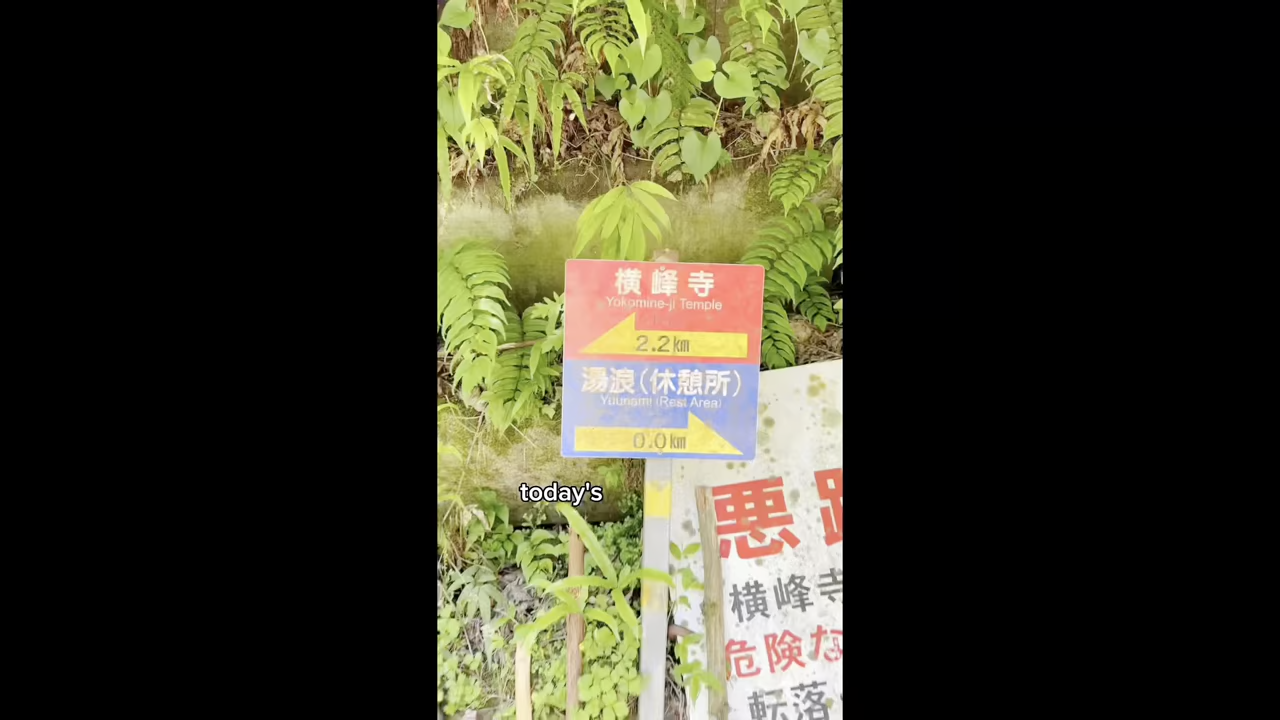 横峰寺
Yokomine-ji Temple
2.2km
湯浪(休憩所)
Yuunami (Rest Area)
0.0km
today's
悪
横峰寺
危険な
転落